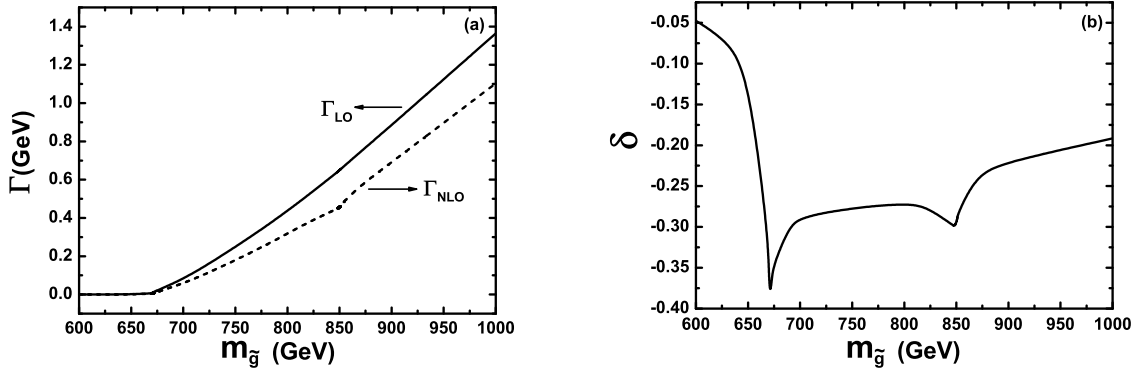 (a)
1.4
1.2
1.0
0.8
0.6
0.4
0.2
0.0
Γ(GeV)
Γ_LO
Γ_NLO
600 650 700 750 800 850 900 950 1000
m_g̃ (GeV)
(b)
-0.05
-0.10
-0.15
-0.20
-0.25
-0.30
-0.35
-0.40
δ
600 650 700 750 800 850 900 950 1000
m_g̃ (GeV)